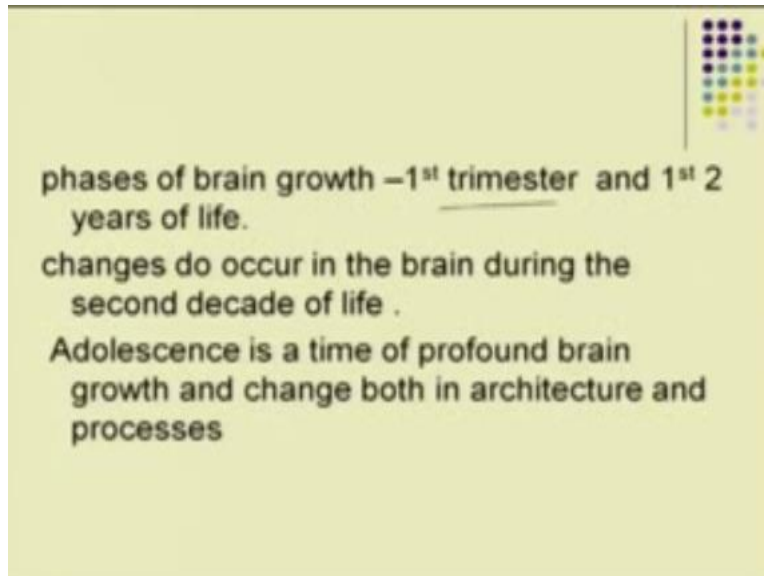 phases of brain growth –1st trimester and 1st 2
years of life.
changes do occur in the brain during the
second decade of life .
Adolescence is a time of profound brain
growth and change both in architecture and
processes